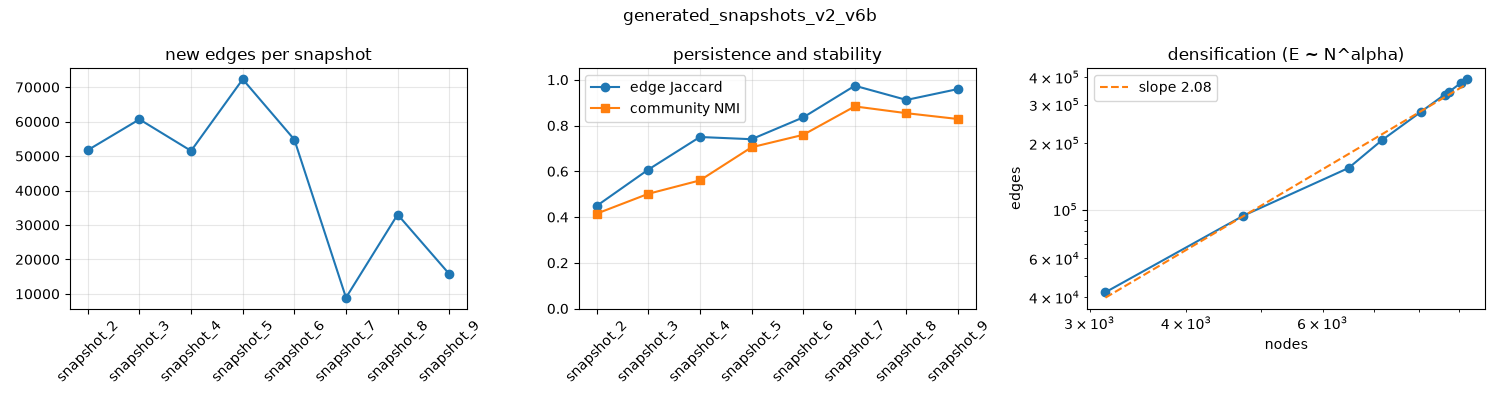 generated_snapshots_v2_v6b
new edges per snapshot
70000
60000
50000
40000
30000
20000
10000
snapshot_2
snapshot_3
snapshot_4
snapshot_5
snapshot_6
snapshot_7
snapshot_8
snapshot_9
persistence and stability
edge Jaccard
community NMI
1.0
0.8
0.6
0.4
0.2
0.0
snapshot_2
snapshot_3
snapshot_4
snapshot_5
snapshot_6
snapshot_7
snapshot_8
snapshot_9
densification (E ~ N^alpha)
slope 2.08
edges
4 × 10⁵
3 × 10⁵
2 × 10⁵
10⁵
6 × 10⁴
4 × 10⁴
3 × 10³
4 × 10³
6 × 10³
nodes